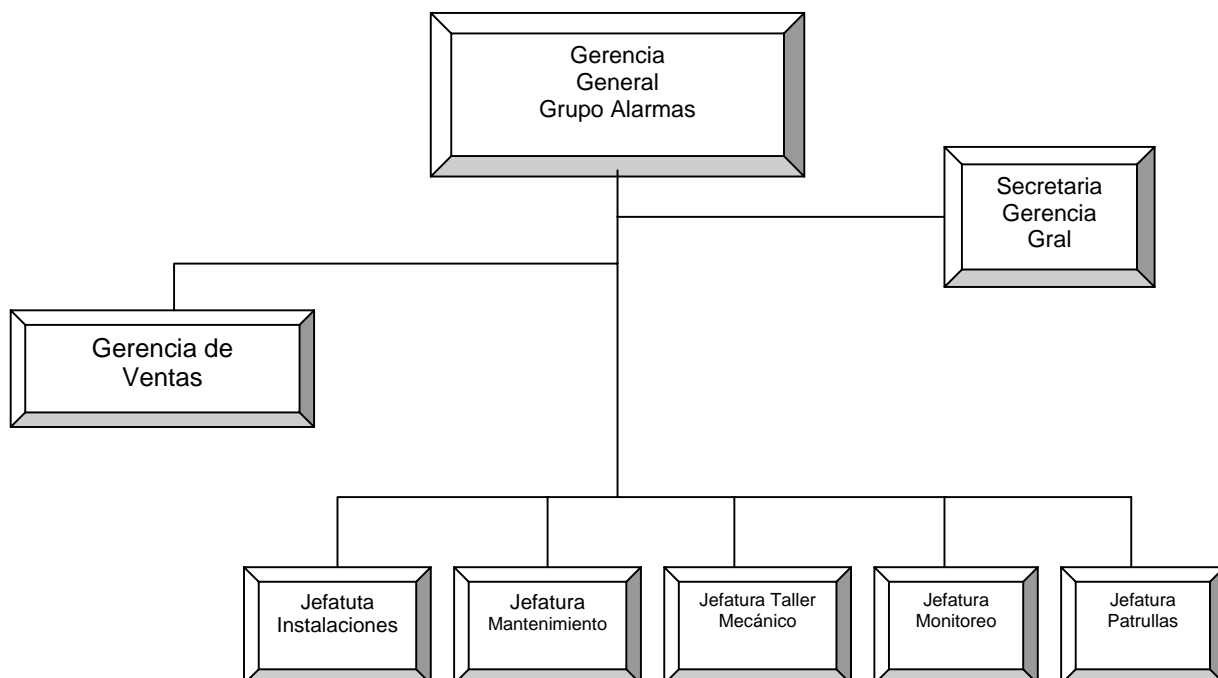 Gerencia
General
Grupo Alarmas
Secretaria
Gerencia
Gral
Gerencia de
Ventas
Jefatuta
Instalaciones
Jefatura
Mantenimiento
Jefatura Taller
Mecánico
Jefatura
Monitoreo
Jefatura
Patrullas